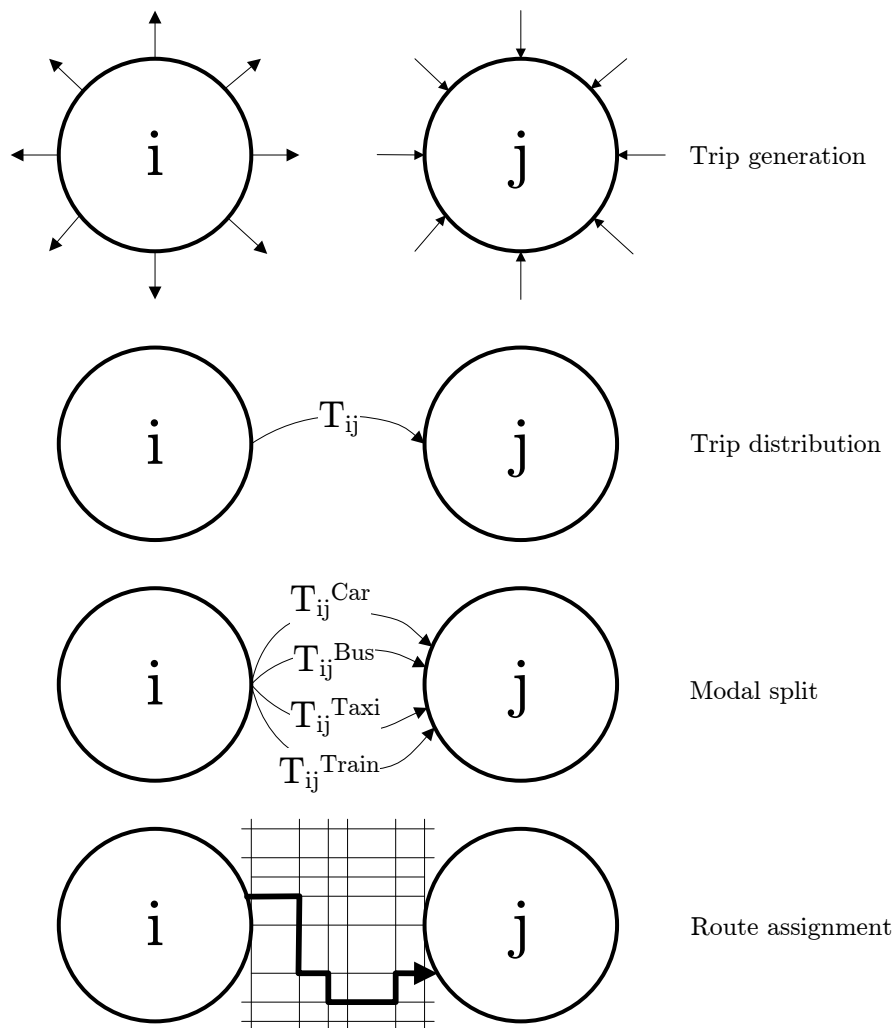 i j Trip generation
i T_ij j Trip distribution
T_ij^Car
T_ij^Bus
i j Modal split
T_ij^Taxi
T_ij^Train
i j Route assignment